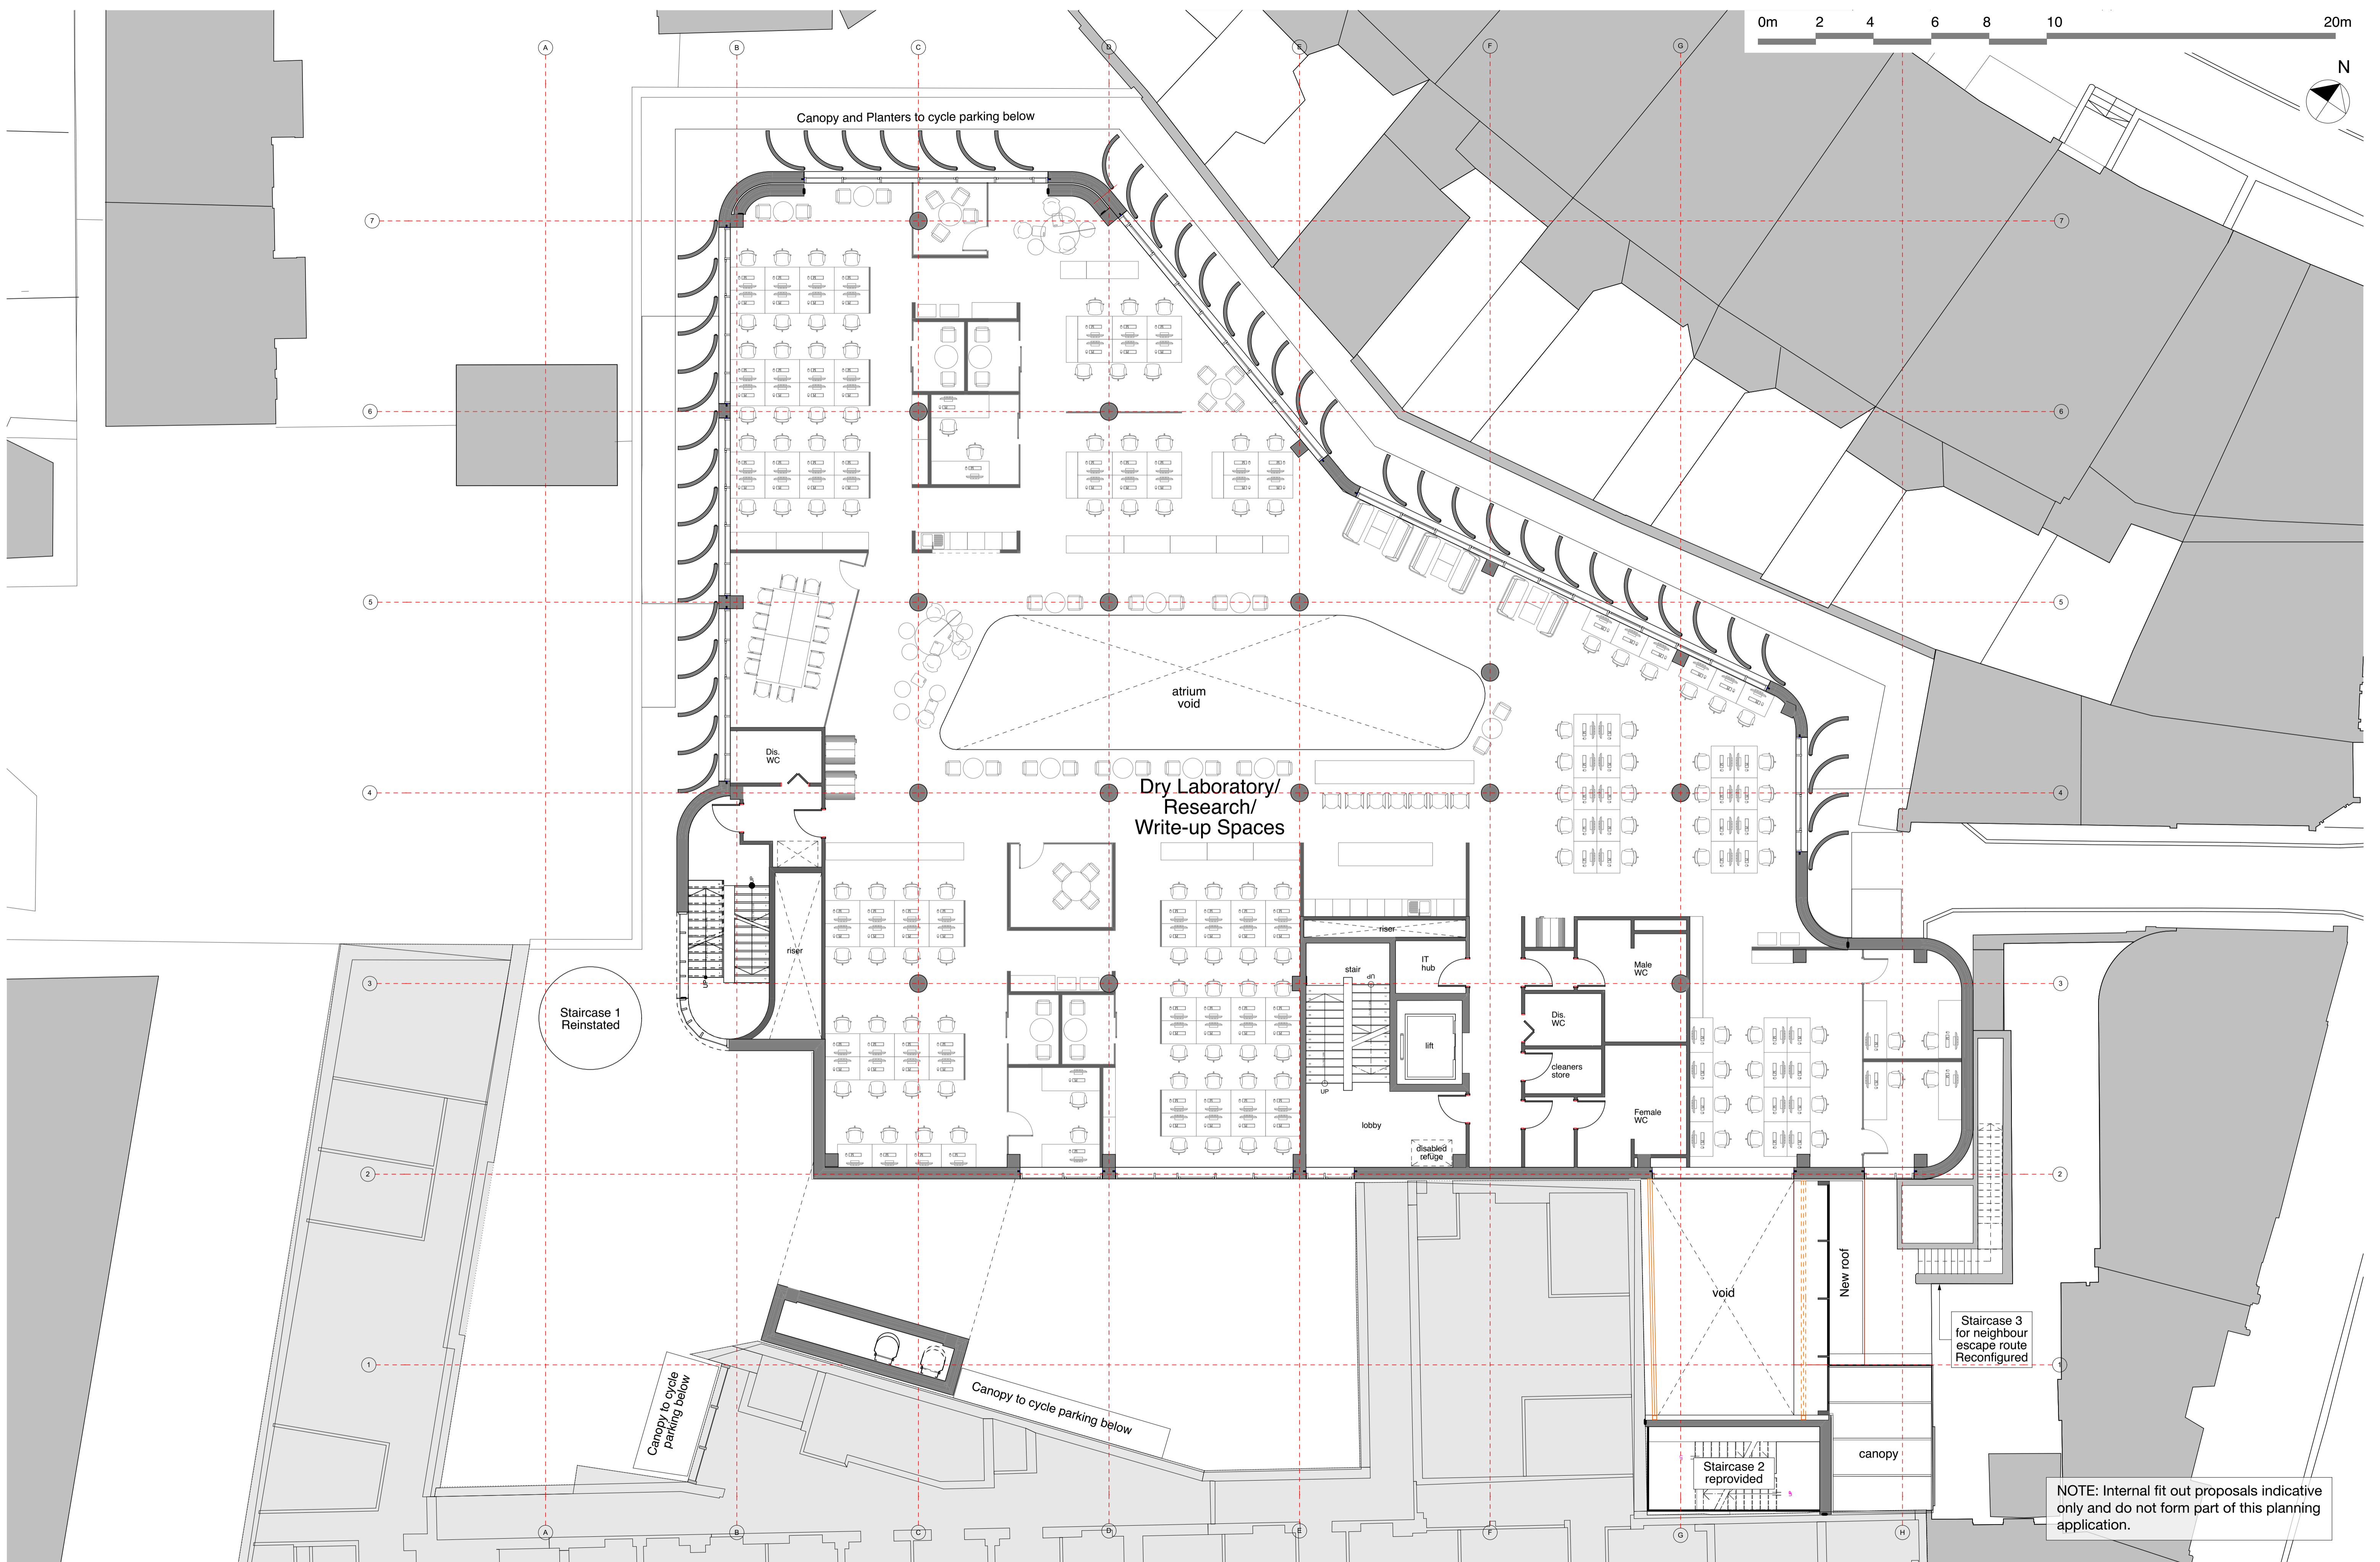 0m 2 4 6 8 10 20m
N
A B C D E F G
Canopy and Planters to cycle parking below
7 7
6 6
5 5
atrium
void
Dis.
WC
4 4
Dry Laboratory/
Research/
Write-up Spaces
riser
riser
stair
UP
IT
hub
Male
WC
3 3
Staircase 1
Reinstated
UP
Dis.
WC
lift
cleaners
store
UP
lobby
Female
WC
disabled
refuge
2 2
void
New roof
Staircase 3
for neighbour
escape route
Reconfigured
1 1
Canopy to cycle
parking below
Canopy to cycle parking below
canopy
Staircase 2
reprovided
NOTE: Internal fit out proposals indicative
only and do not form part of this planning
application.
A B C D E F G H